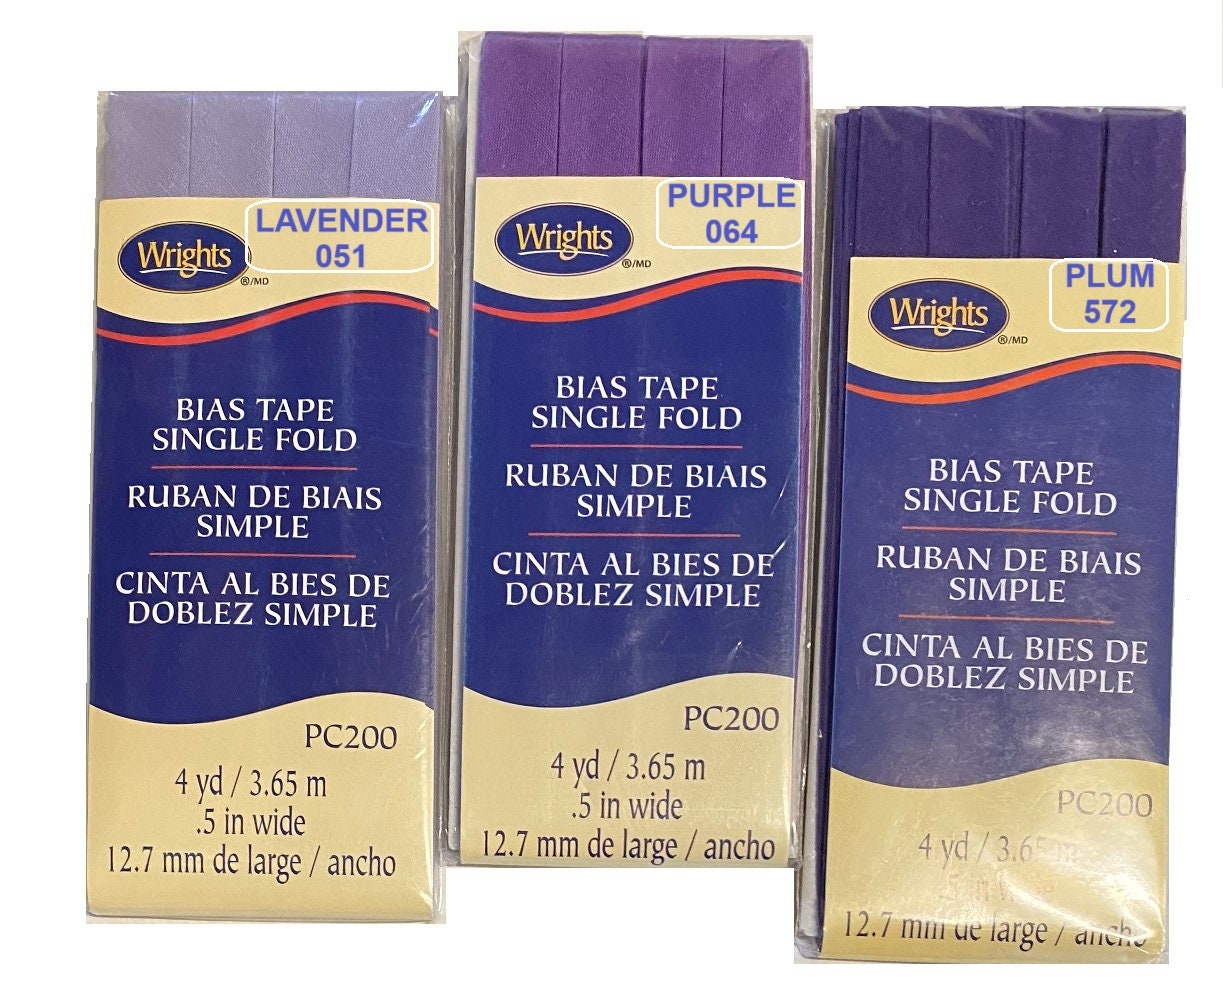 LAVENDER
051
Wrights
®/MD
BIAS TAPE
SINGLE FOLD
RUBAN DE BIAIS
SIMPLE
CINTA AL BIES DE
DOBLEZ SIMPLE
PC200
4 yd / 3.65 m
.5 in wide
12.7 mm de large / ancho
PURPLE
064
Wrights
®/MD
BIAS TAPE
SINGLE FOLD
RUBAN DE BIAIS
SIMPLE
CINTA AL BIES DE
DOBLEZ SIMPLE
PC200
4 yd / 3.65 m
.5 in wide
12.7 mm de large / ancho
PLUM
572
Wrights
®/MD
BIAS TAPE
SINGLE FOLD
RUBAN DE BIAIS
SIMPLE
CINTA AL BIES DE
DOBLEZ SIMPLE
PC200
4 yd / 3.65 m
12.7 mm de large / ancho